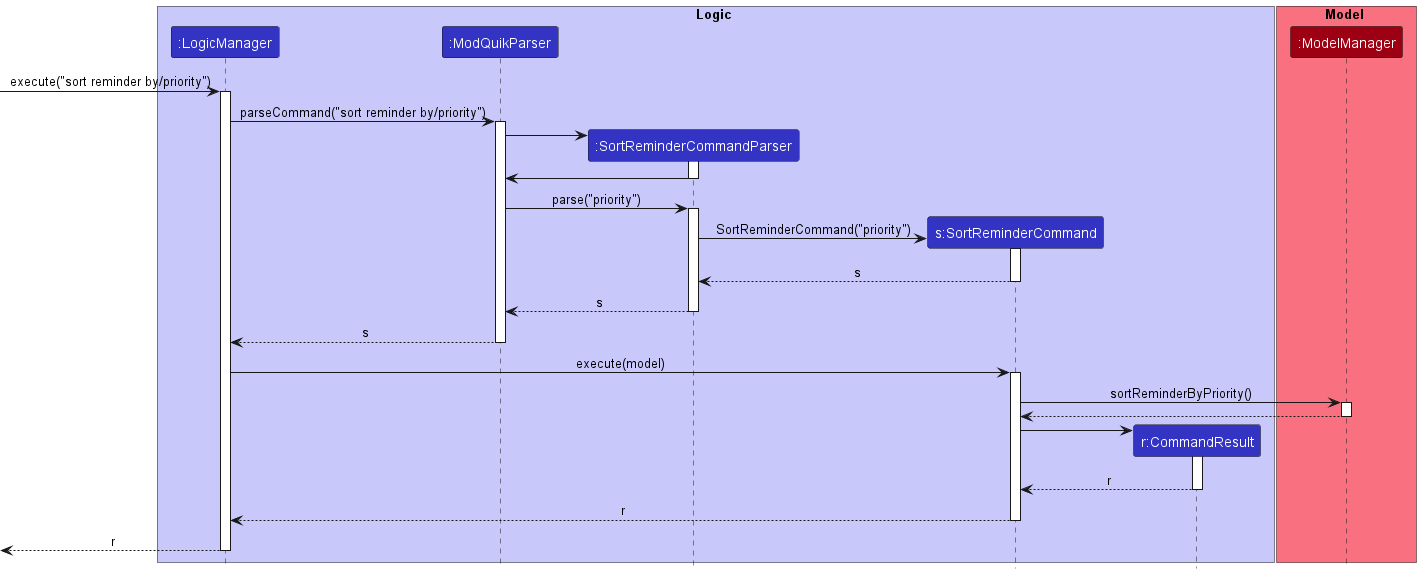 Logic
Model
:LogicManager
:ModQuikParser
:ModelManager
execute("sort reminder by/priority")
parseCommand("sort reminder by/priority")
:SortReminderCommandParser
parse("priority")
SortReminderCommand("priority")
s:SortReminderCommand
s
s
s
execute(model)
sortReminderByPriority()
r:CommandResult
r
r
r